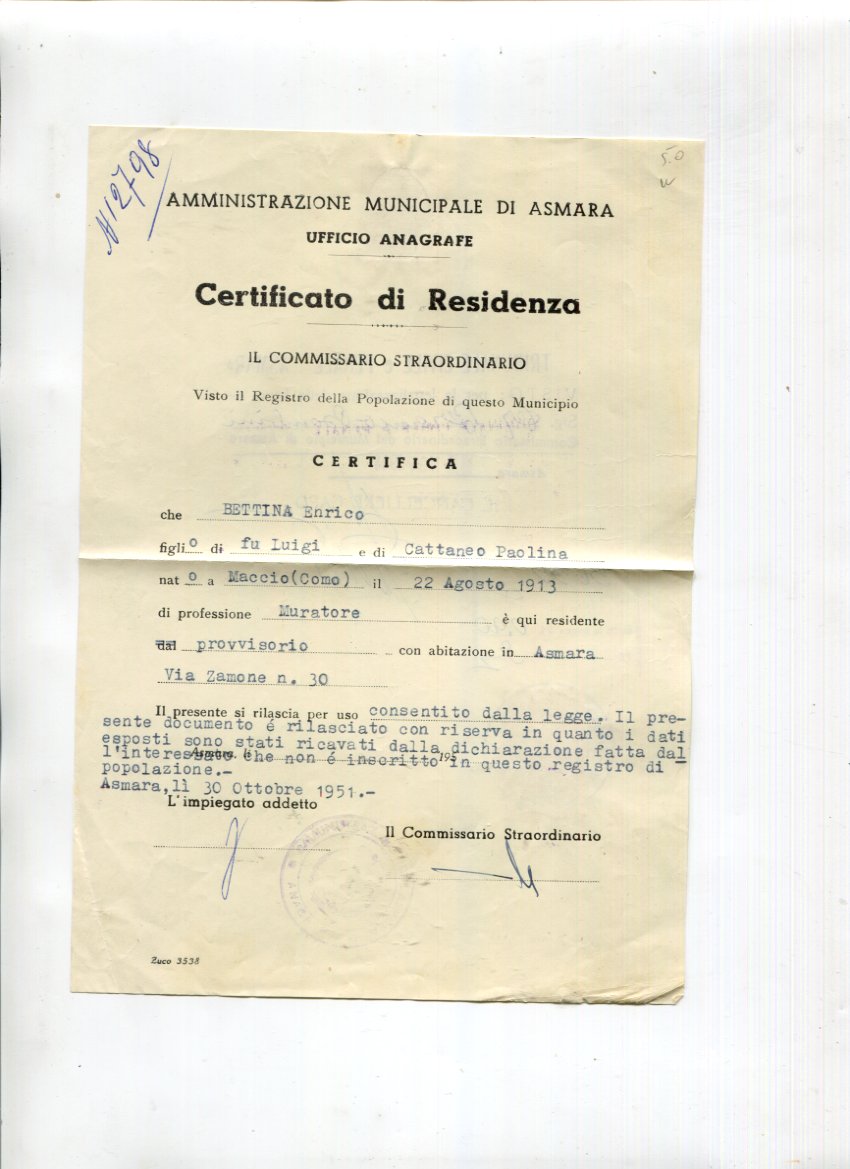 N 12798
5.0
AMMINISTRAZIONE MUNICIPALE DI ASMARA
UFFICIO ANAGRAFE
Certificato di Residenza
IL COMMISSARIO STRAORDINARIO
Visto il Registro della Popolazione di questo Municipio
CERTIFICA
che BETTINA Enrico
figlio di fu Luigi e di Cattaneo Paolina
nato a Maccio(Como) il 22 Agosto 1913
di professione Muratore è qui residente
dal provvisorio con abitazione in Asmara
Via Zamone n. 30
Il presente si rilascia per uso consentito dalla legge. Il pre-
sente documento é rilasciato con riserva in quanto i dati
esposti sono stati ricavati dalla dichiarazione fatta dal
l'interessato che non é inscritto in questo registro di
Asmara, li 195
popolazione.-
Asmara,lì 30 Ottobre 1951.-
L'impiegato addetto
Il Commissario Straordinario
Zuco 3538